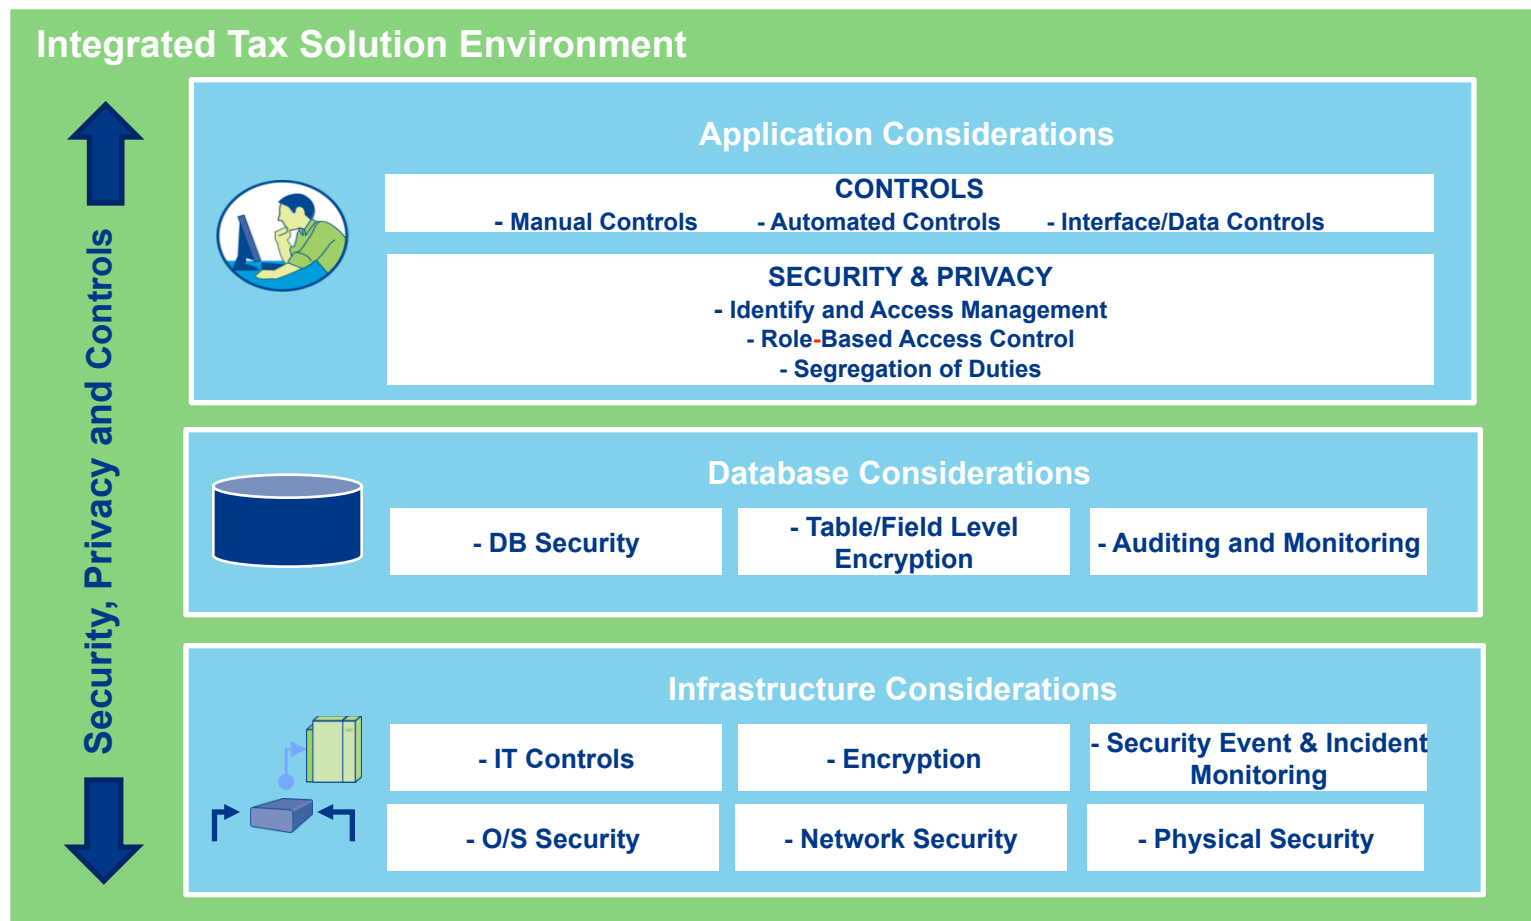 Integrated Tax Solution Environment
Security, Privacy and Controls
Application Considerations
CONTROLS
- Manual Controls - Automated Controls - Interface/Data Controls
SECURITY & PRIVACY
- Identify and Access Management
- Role-Based Access Control
- Segregation of Duties
Database Considerations
- DB Security
- Table/Field Level
Encryption
- Auditing and Monitoring
Infrastructure Considerations
- IT Controls
- Encryption
- Security Event & Incident
Monitoring
- O/S Security
- Network Security
- Physical Security